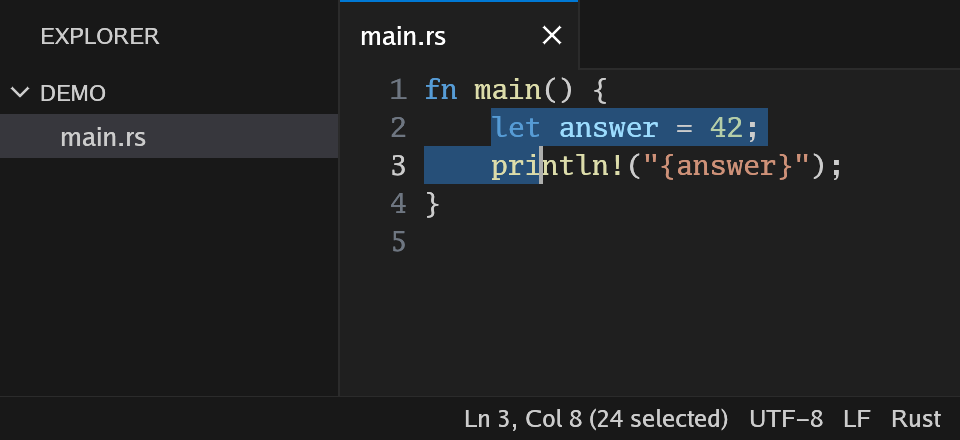 EXPLORER
DEMO
main.rs
main.rs
1 fn main() {
2     let answer = 42;
3     println!("{answer}");
4 }
5
Ln 3, Col 8 (24 selected) UTF-8 LF Rust